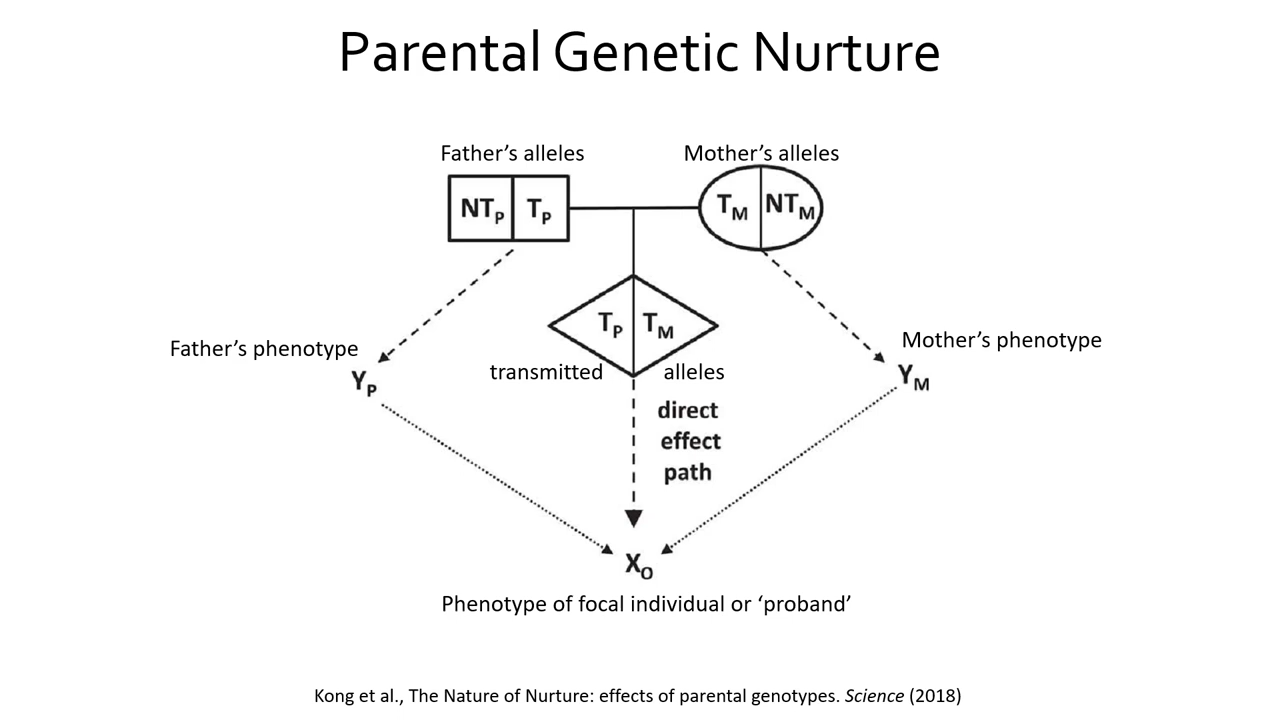 Parental Genetic Nurture
Father’s alleles
Mother’s alleles
NTP
TP
TM
NTM
TP
TM
transmitted
alleles
Father’s phenotype
YP
Mother’s phenotype
YM
direct
effect
path
XO
Phenotype of focal individual or ‘proband’
Kong et al., The Nature of Nurture: effects of parental genotypes. Science (2018)